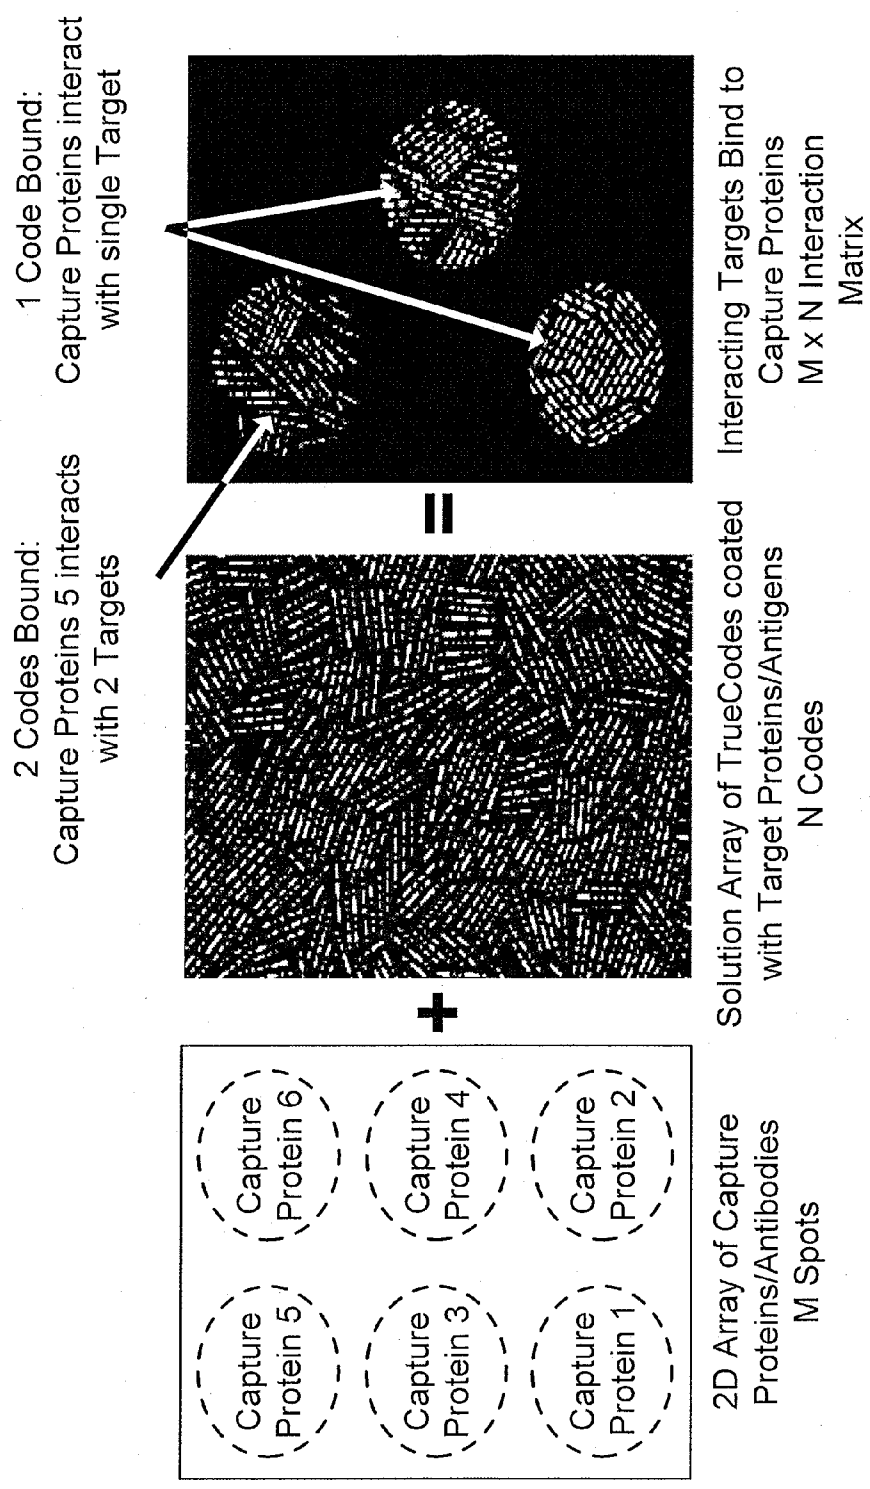 2 Codes Bound:
Capture Proteins 5 interacts
with 2 Targets
1 Code Bound:
Capture Proteins interact
with single Target
Capture
Protein 5
Capture
Protein 6
Capture
Protein 3
Capture
Protein 4
Capture
Protein 1
Capture
Protein 2
+
=
2D Array of Capture
Proteins/Antibodies
M Spots
Solution Array of TrueCodes coated
with Target Proteins/Antigens
N Codes
Interacting Targets Bind to
Capture Proteins
M x N Interaction
Matrix